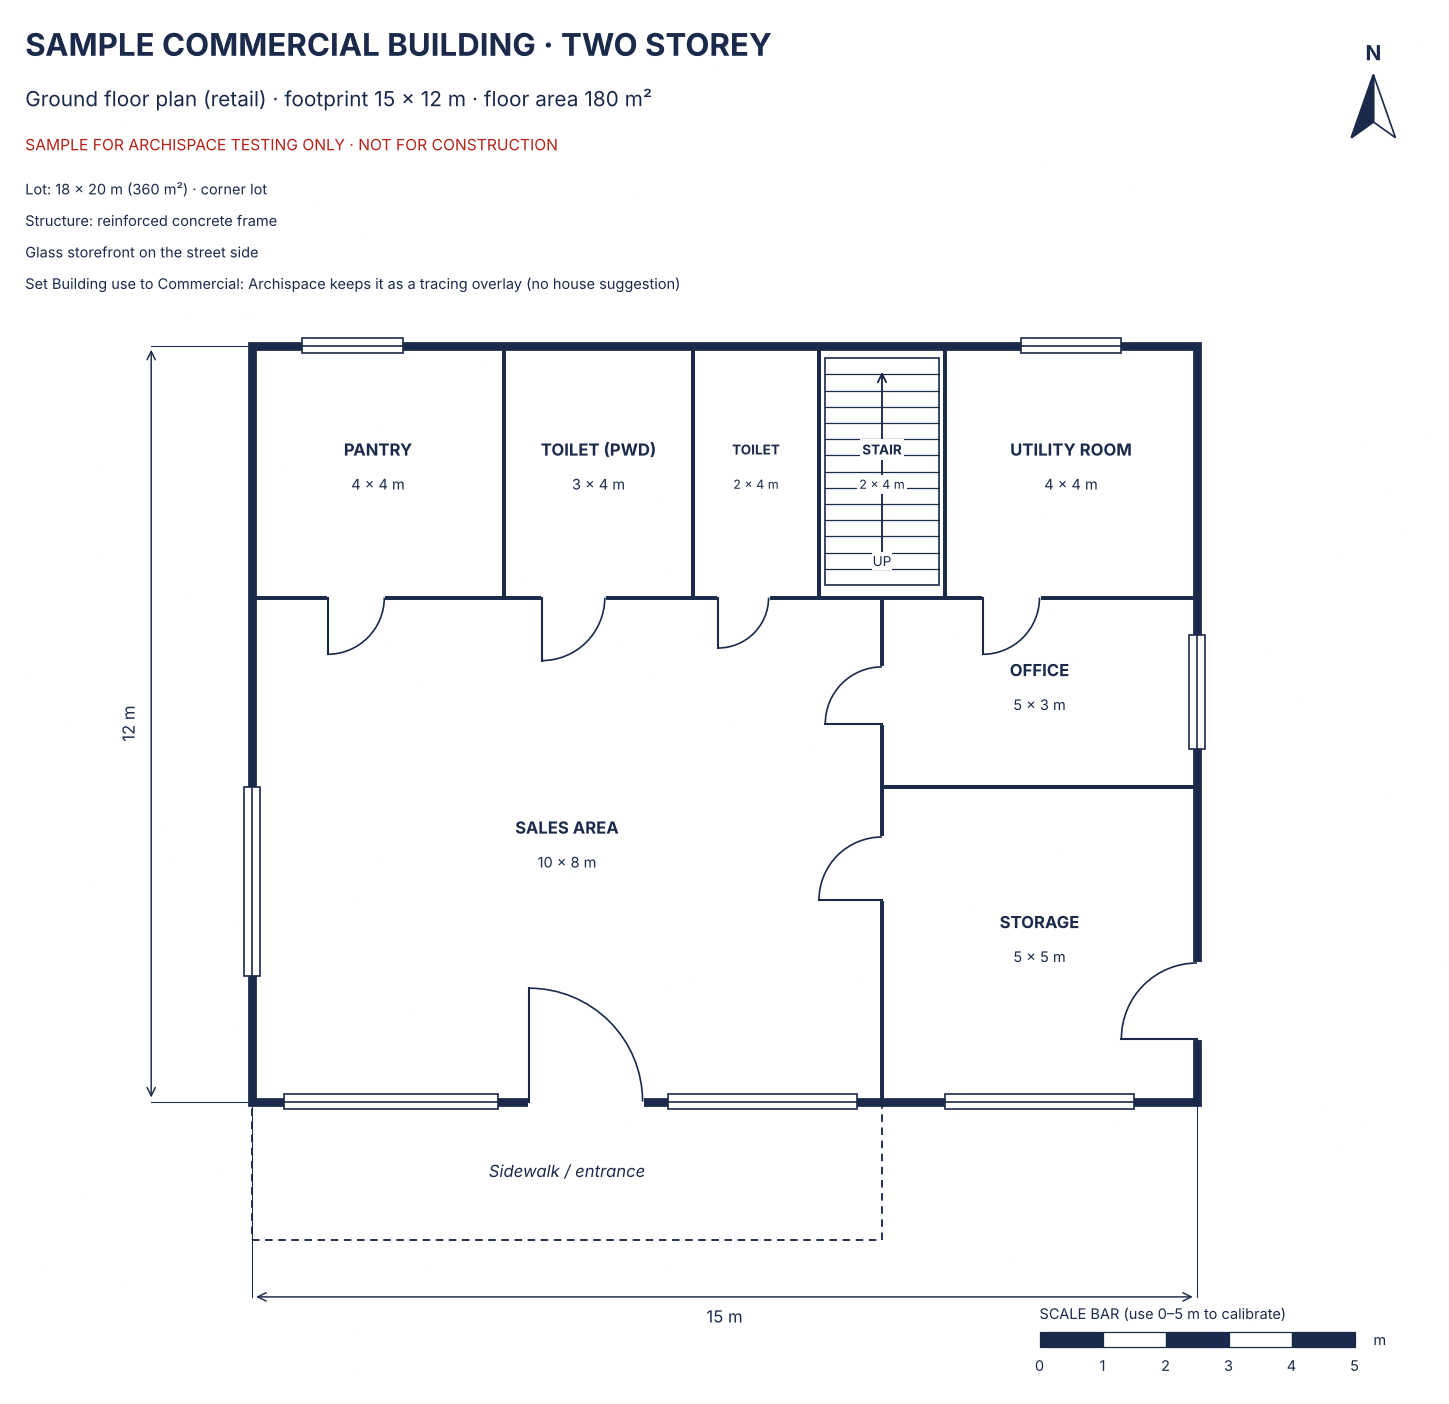 SAMPLE COMMERCIAL BUILDING · TWO STOREY
N
Ground floor plan (retail) · footprint 15 × 12 m · floor area 180 m²
SAMPLE FOR ARCHISPACE TESTING ONLY · NOT FOR CONSTRUCTION
Lot: 18 × 20 m (360 m²) · corner lot
Structure: reinforced concrete frame
Glass storefront on the street side
Set Building use to Commercial: Archispace keeps it as a tracing overlay (no house suggestion)
PANTRY
4 × 4 m
TOILET (PWD)
3 × 4 m
TOILET
2 × 4 m
STAIR
2 × 4 m
UP
UTILITY ROOM
4 × 4 m
OFFICE
5 × 3 m
12 m
SALES AREA
10 × 8 m
STORAGE
5 × 5 m
Sidewalk / entrance
15 m
SCALE BAR (use 0–5 m to calibrate)
m
0 1 2 3 4 5